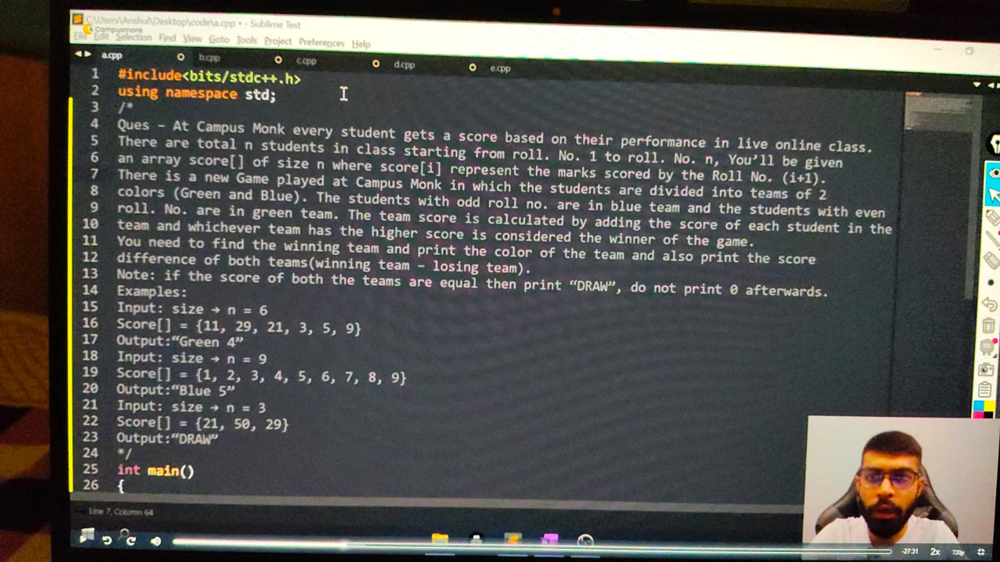 C:\Users\Anshul\Desktop\code\a.cpp • - Sublime Text
Campusmonk
File Edit Selection Find View Goto Tools Project Preferences Help
a.cpp b.cpp c.cpp d.cpp e.cpp
1 #include<bits/stdc++.h>
2 using namespace std;
3 /*
4 Ques - At Campus Monk every student gets a score based on their performance in live online class.
5 There are total n students in class starting from roll. No. 1 to roll. No. n, You’ll be given
6 an array score[] of size n where score[i] represent the marks scored by the Roll No. (i+1).
7 There is a new Game played at Campus Monk in which the students are divided into teams of 2
8 colors (Green and Blue). The students with odd roll no. are in blue team and the students with even
9 roll. No. are in green team. The team score is calculated by adding the score of each student in the
10 team and whichever team has the higher score is considered the winner of the game.
11 You need to find the winning team and print the color of the team and also print the score
12 difference of both teams(winning team - losing team).
13 Note: if the score of both the teams are equal then print “DRAW”, do not print 0 afterwards.
14 Examples:
15 Input: size → n = 6
16 Score[] = {11, 29, 21, 3, 5, 9}
17 Output:“Green 4”
18 Input: size → n = 9
19 Score[] = {1, 2, 3, 4, 5, 6, 7, 8, 9}
20 Output:“Blue 5”
21 Input: size → n = 3
22 Score[] = {21, 50, 29}
23 Output:“DRAW”
24 */
25 int main()
26 {
Line 7, Column 64
-27:31 2x 720p